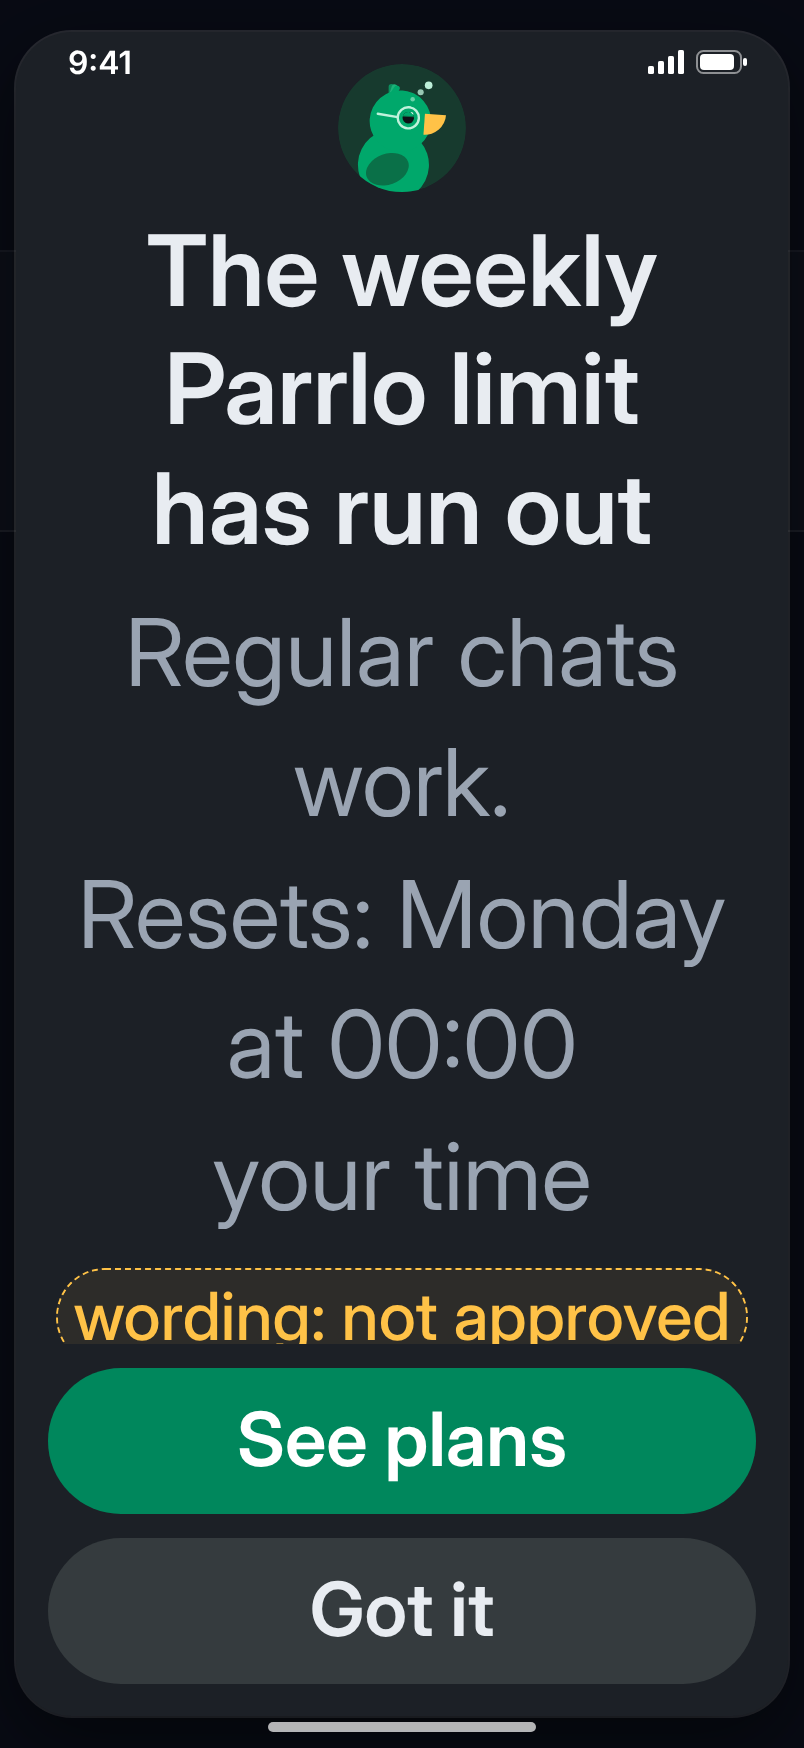 9:41
The weekly
Parrlo limit
has run out
Regular chats
work.
Resets: Monday
at 00:00
your time
wording: not approved
See plans
Got it